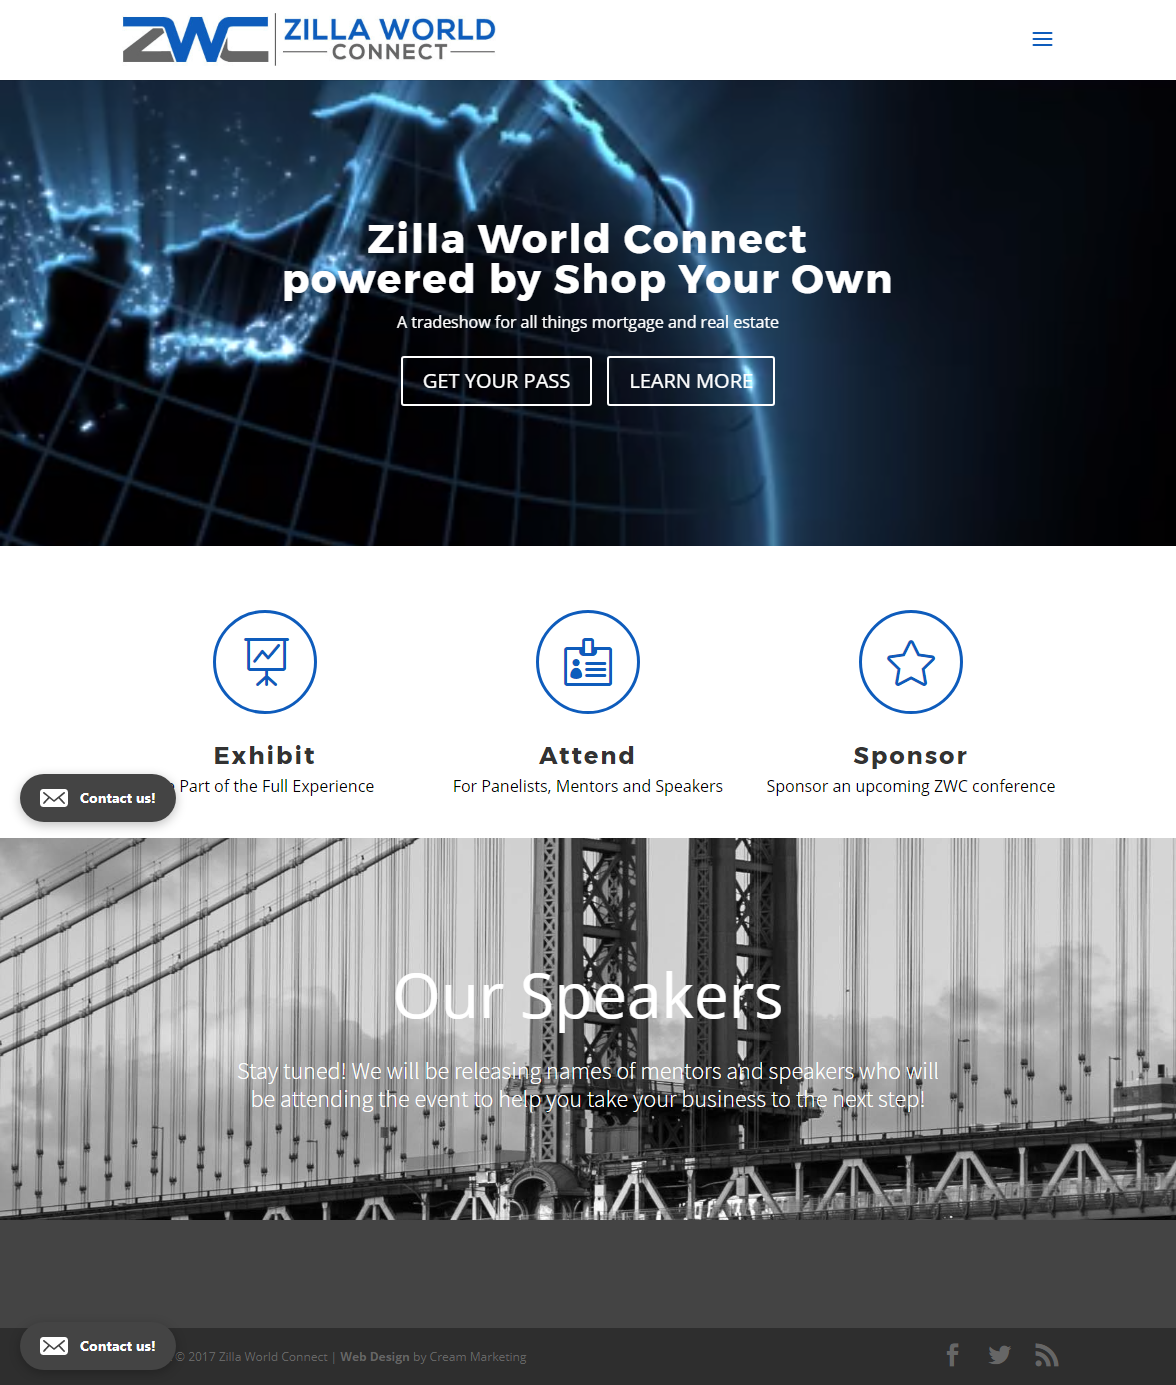 ZWC
ZILLA WORLD
CONNECT
Zilla World Connect
powered by Shop Your Own
A tradeshow for all things mortgage and real estate
GET YOUR PASS
LEARN MORE
Exhibit
Attend
Sponsor
Part of the Full Experience
For Panelists, Mentors and Speakers
Sponsor an upcoming ZWC conference
Contact us!
Our Speakers
Stay tuned! We will be releasing names of mentors and speakers who will
be attending the event to help you take your business to the next step!
Contact us!
© 2017 Zilla World Connect | Web Design by Cream Marketing